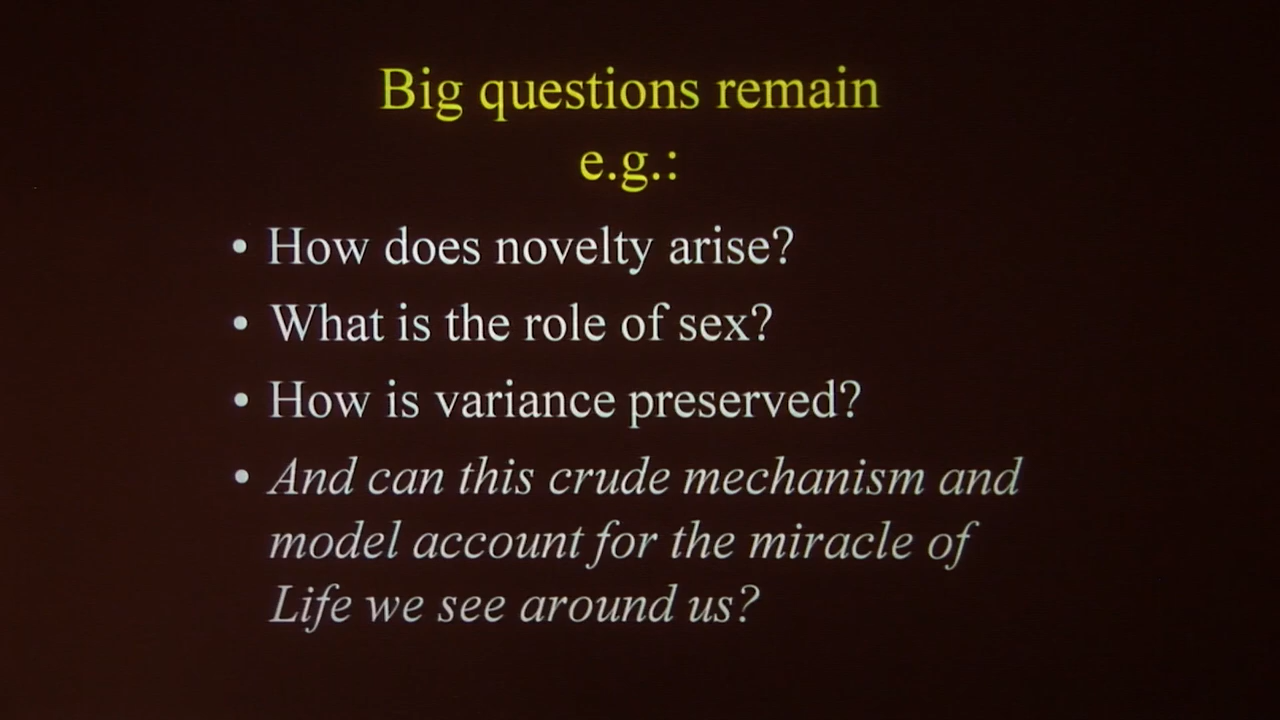 Big questions remain
e.g.:
• How does novelty arise?
• What is the role of sex?
• How is variance preserved?
• And can this crude mechanism and
model account for the miracle of
Life we see around us?